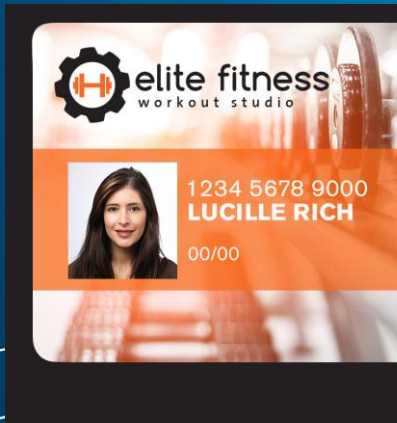 elite fitness
workout studio
1234 5678 9000
LUCILLE RICH
00/00